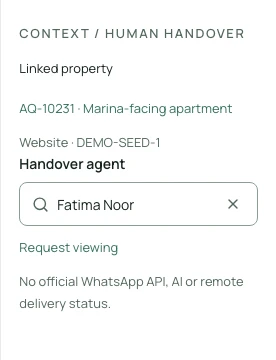 CONTEXT / HUMAN HANDOVER
Linked property
AQ-10231 · Marina-facing apartment
Website · DEMO-SEED-1
Handover agent
Fatima Noor
Request viewing
No official WhatsApp API, AI or remote
delivery status.